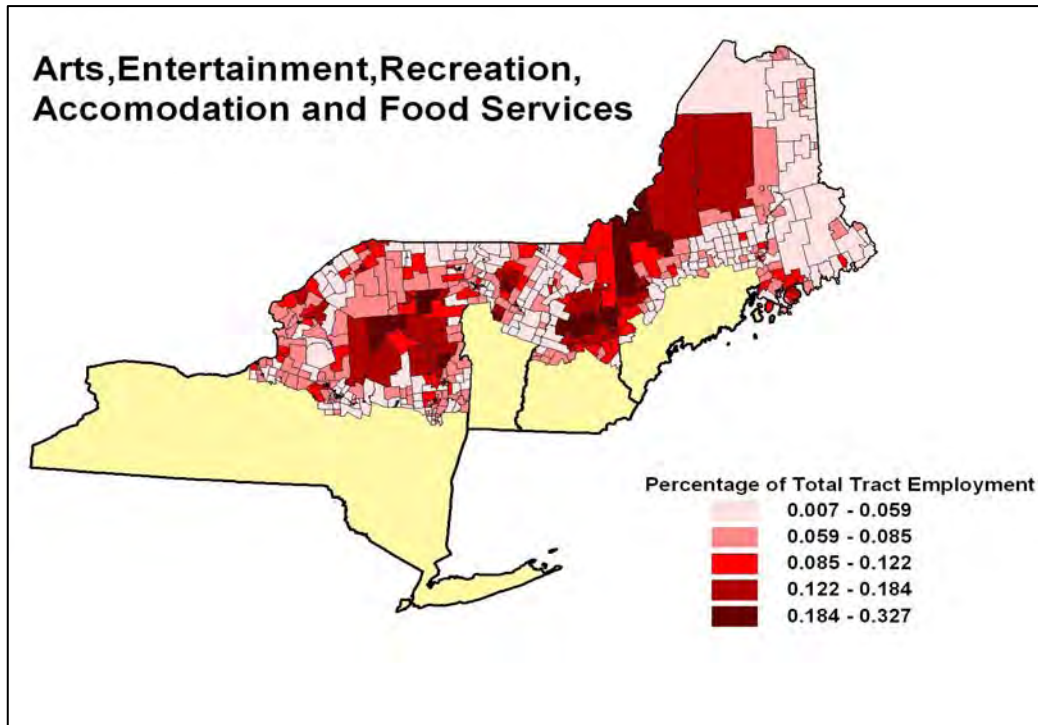 Arts,Entertainment,Recreation,
Accomodation and Food Services
Percentage of Total Tract Employment
0.007 - 0.059
0.059 - 0.085
0.085 - 0.122
0.122 - 0.184
0.184 - 0.327